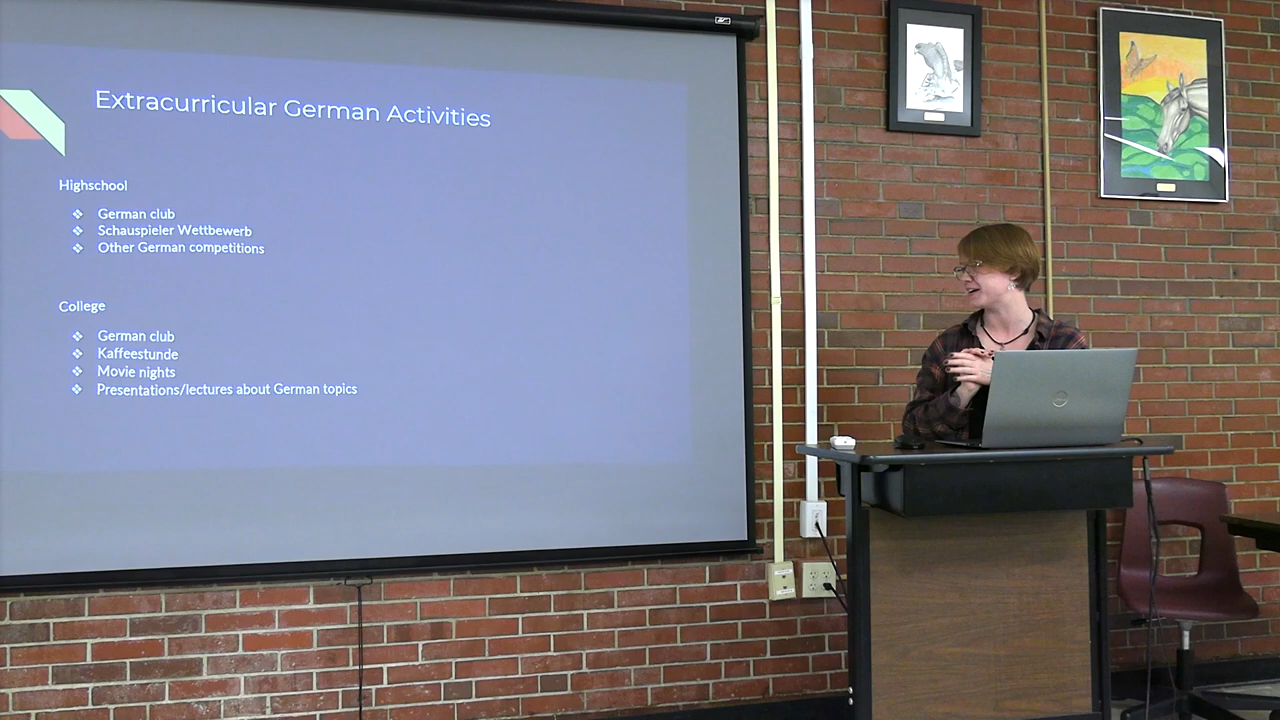 Extracurricular German Activities
Highschool
❖ German club
❖ Schauspieler Wettbewerb
❖ Other German competitions
College
❖ German club
❖ Kaffeestunde
❖ Movie nights
❖ Presentations/lectures about German topics